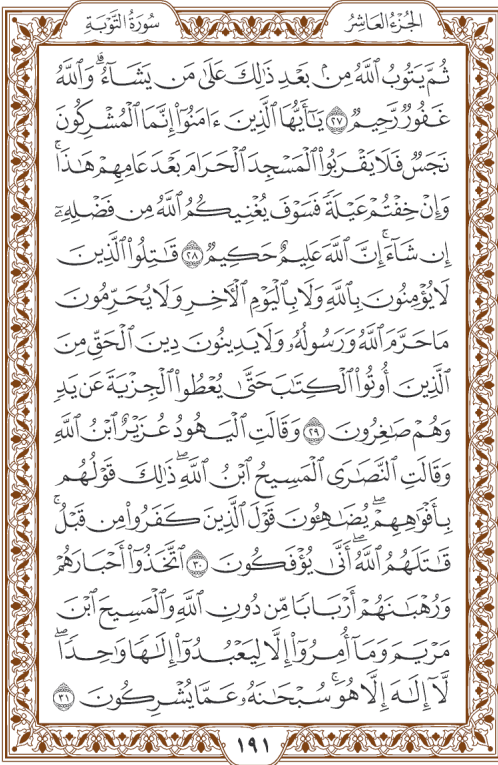 الجُزْءُ العَاشِرُ
سُورَةُ التَّوْبَةِ
ثُمَّ يَتُوبُ ٱللَّهُ مِنۢ بَعْدِ ذَٰلِكَ عَلَىٰ مَن يَشَآءُۗ وَٱللَّهُ
غَفُورٌ رَّحِيمٌ ٢٧ يَٰٓأَيُّهَا ٱلَّذِينَ ءَامَنُوٓا۟ إِنَّمَا ٱلْمُشْرِكُونَ
نَجَسٌ فَلَا يَقْرَبُوا۟ ٱلْمَسْجِدَ ٱلْحَرَامَ بَعْدَ عَامِهِمْ هَٰذَاۚ
وَإِنْ خِفْتُمْ عَيْلَةً فَسَوْفَ يُغْنِيكُمُ ٱللَّهُ مِن فَضْلِهِۦٓ
إِن شَآءَۚ إِنَّ ٱللَّهَ عَلِيمٌ حَكِيمٌ ٢٨ قَٰتِلُوا۟ ٱلَّذِينَ
لَا يُؤْمِنُونَ بِٱللَّهِ وَلَا بِٱلْيَوْمِ ٱلْءَاخِرِ وَلَا يُحَرِّمُونَ
مَا حَرَّمَ ٱللَّهُ وَرَسُولُهُۥ وَلَا يَدِينُونَ دِينَ ٱلْحَقِّ مِنَ
ٱلَّذِينَ أُوتُوا۟ ٱلْكِتَٰبَ حَتَّىٰ يُعْطُوا۟ ٱلْجِزْيَةَ عَن يَدٍ
وَهُمْ صَٰغِرُونَ ٢٩ وَقَالَتِ ٱلْيَهُودُ عُزَيْرٌ ٱبْنُ ٱللَّهِ
وَقَالَتِ ٱلنَّصَٰرَى ٱلْمَسِيحُ ٱبْنُ ٱللَّهِۖ ذَٰلِكَ قَوْلُهُم
بِأَفْوَٰهِهِمْۖ يُضَٰهِـُٔونَ قَوْلَ ٱلَّذِينَ كَفَرُوا۟ مِن قَبْلُۚ
قَٰتَلَهُمُ ٱللَّهُۖ أَنَّىٰ يُؤْفَكُونَ ٣٠ ٱتَّخَذُوٓا۟ أَحْبَارَهُمْ
وَرُهْبَٰنَهُمْ أَرْبَابًا مِّن دُونِ ٱللَّهِ وَٱلْمَسِيحَ ٱبْنَ
مَرْيَمَ وَمَآ أُمِرُوٓا۟ إِلَّا لِيَعْبُدُوٓا۟ إِلَٰهًا وَٰحِدًاۖ
لَّآ إِلَٰهَ إِلَّا هُوَۚ سُبْحَٰنَهُۥ عَمَّا يُشْرِكُونَ ٣١
١٩١